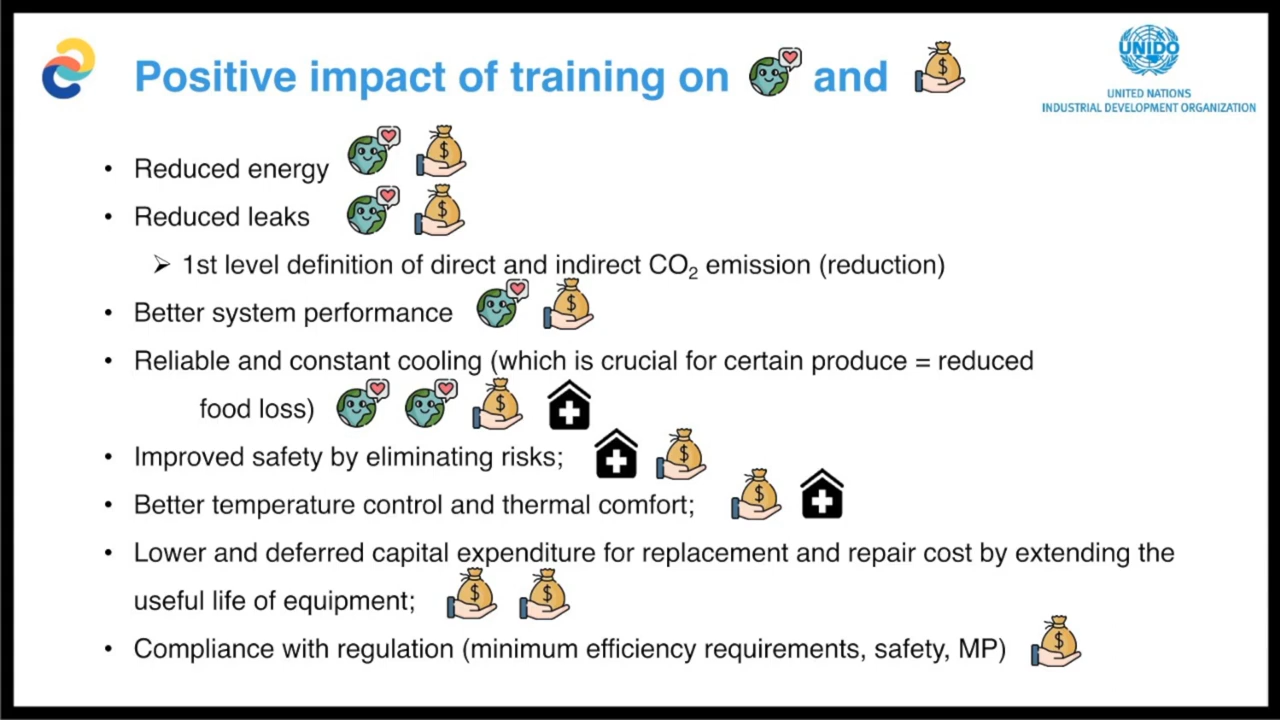 Positive impact of training on and
UNIDO
UNITED NATIONS
INDUSTRIAL DEVELOPMENT ORGANIZATION
• Reduced energy
• Reduced leaks
➢ 1st level definition of direct and indirect CO₂ emission (reduction)
• Better system performance
• Reliable and constant cooling (which is crucial for certain produce = reduced
food loss)
• Improved safety by eliminating risks;
• Better temperature control and thermal comfort;
• Lower and deferred capital expenditure for replacement and repair cost by extending the
useful life of equipment;
• Compliance with regulation (minimum efficiency requirements, safety, MP)